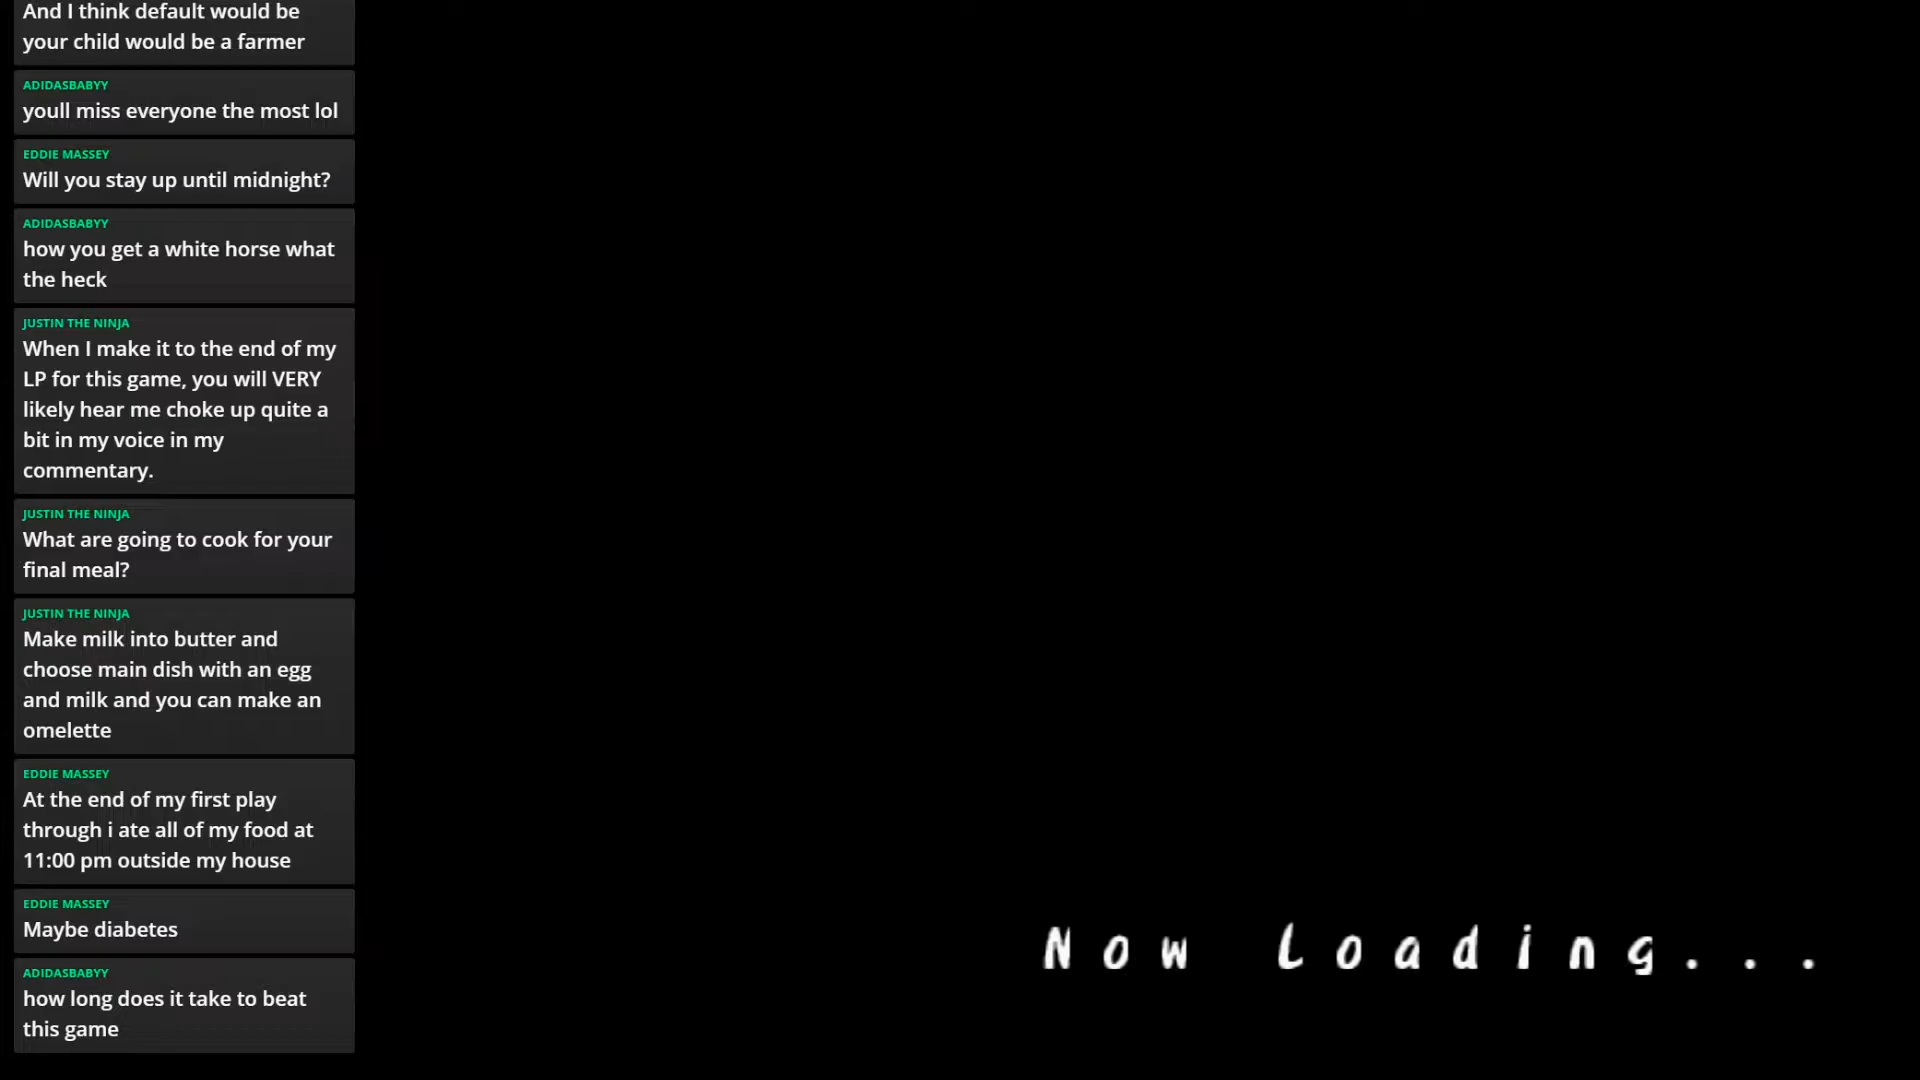 And I think default would be
your child would be a farmer
ADIDASBABYY
youll miss everyone the most lol
EDDIE MASSEY
Will you stay up until midnight?
ADIDASBABYY
how you get a white horse what
the heck
JUSTIN THE NINJA
When I make it to the end of my
LP for this game, you will VERY
likely hear me choke up quite a
bit in my voice in my
commentary.
JUSTIN THE NINJA
What are going to cook for your
final meal?
JUSTIN THE NINJA
Make milk into butter and
choose main dish with an egg
and milk and you can make an
omelette
EDDIE MASSEY
At the end of my first play
through i ate all of my food at
11:00 pm outside my house
EDDIE MASSEY
Maybe diabetes
ADIDASBABYY
how long does it take to beat
this game
Now Loading...